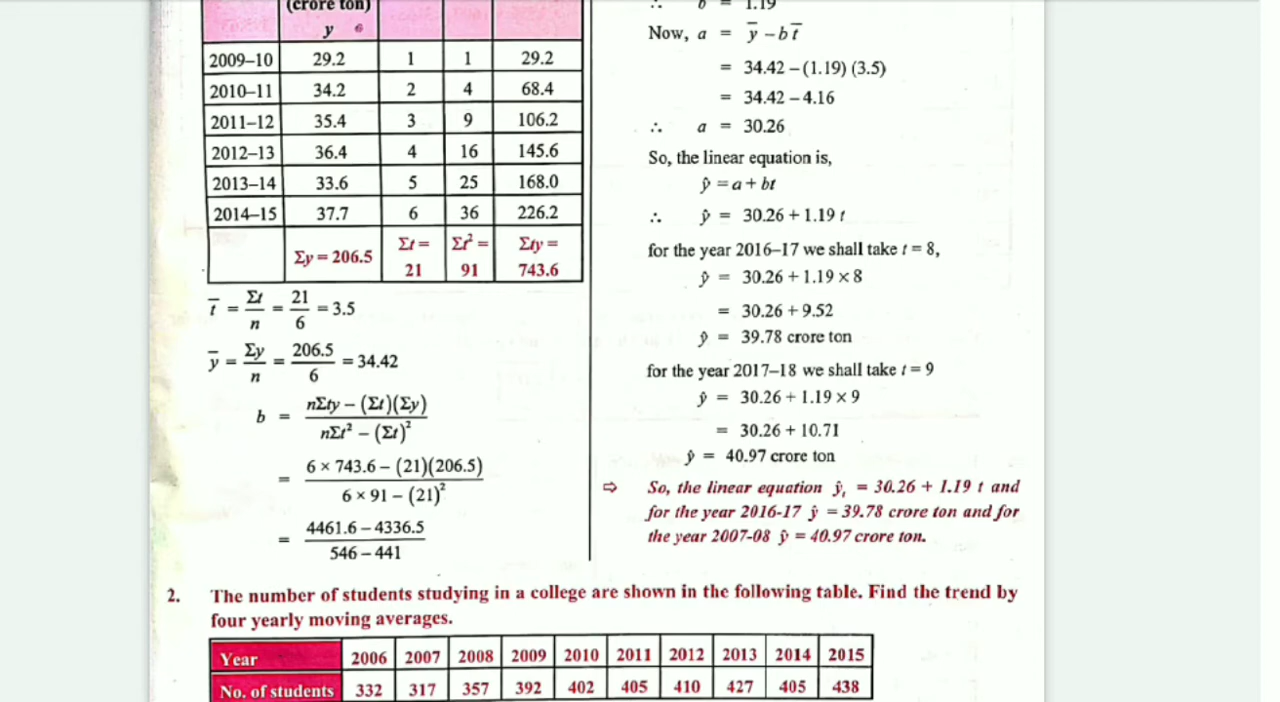 (crore ton)
y
2009–10 29.2 1 1 29.2
2010–11 34.2 2 4 68.4
2011–12 35.4 3 9 106.2
2012–13 36.4 4 16 145.6
2013–14 33.6 5 25 168.0
2014–15 37.7 6 36 226.2
Σy = 206.5 Σt = 21 Σt² = 91 Σty = 743.6
t̅ = Σt/n = 21/6 = 3.5
y̅ = Σy/n = 206.5/6 = 34.42
b = nΣty – (Σt)(Σy) / nΣt² – (Σt)²
= 6 × 743.6 – (21)(206.5) / 6 × 91 – (21)²
= 4461.6 – 4336.5 / 546 – 441
∴ b = 1.19
Now, a = y̅ – b t̅
= 34.42 – (1.19) (3.5)
= 34.42 – 4.16
∴ a = 30.26
So, the linear equation is,
ŷ = a + bt
∴ ŷ = 30.26 + 1.19 t
for the year 2016–17 we shall take t = 8,
ŷ = 30.26 + 1.19 × 8
= 30.26 + 9.52
ŷ = 39.78 crore ton
for the year 2017–18 we shall take t = 9
ŷ = 30.26 + 1.19 × 9
= 30.26 + 10.71
ŷ = 40.97 crore ton
⇨ So, the linear equation ŷₜ = 30.26 + 1.19 t and
for the year 2016-17 ŷ = 39.78 crore ton and for
the year 2007-08 ŷ = 40.97 crore ton.
2. The number of students studying in a college are shown in the following table. Find the trend by
four yearly moving averages.
Year 2006 2007 2008 2009 2010 2011 2012 2013 2014 2015
No. of students 332 317 357 392 402 405 410 427 405 438